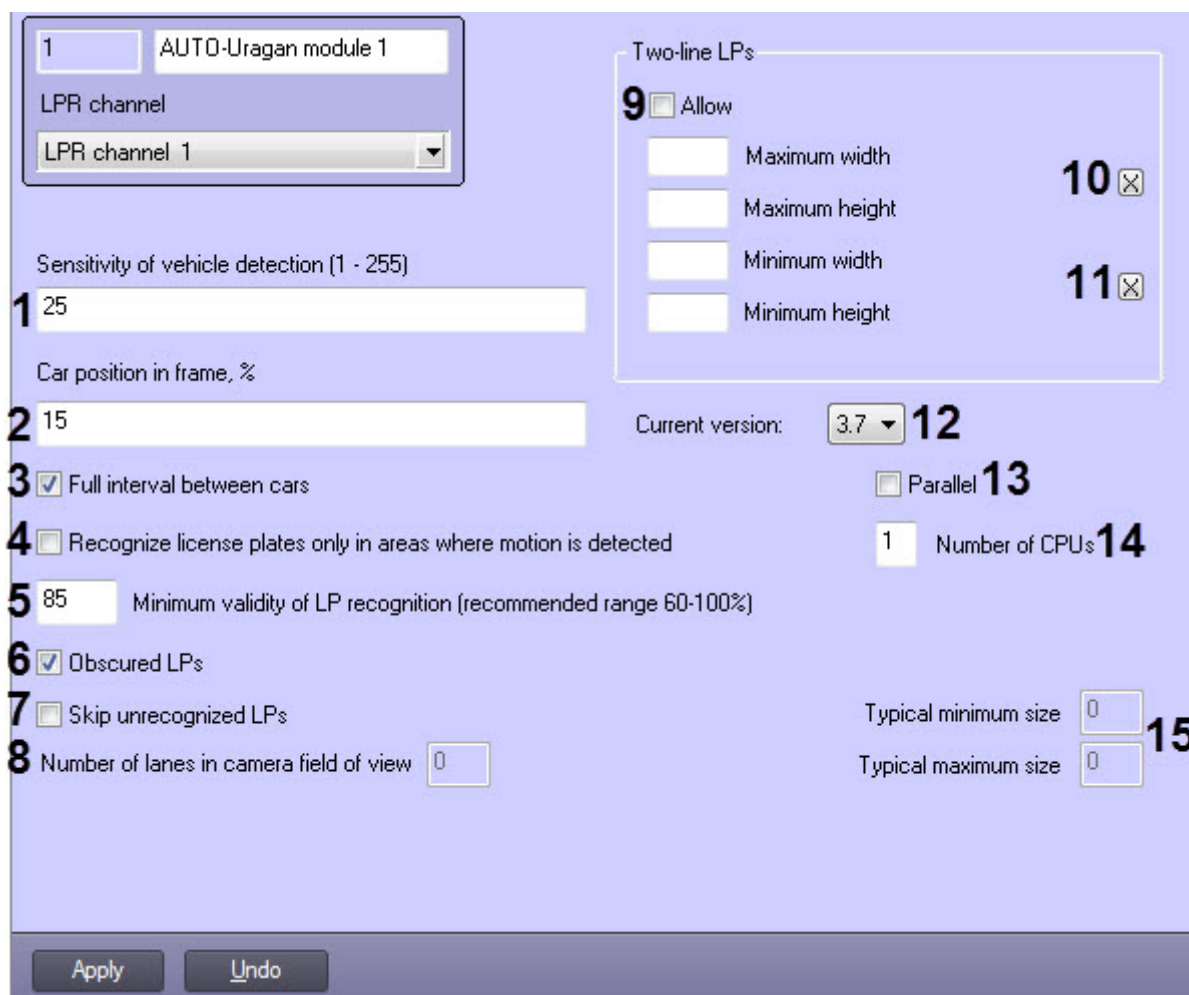 1 AUTO-Uragan module 1
LPR channel
LPR channel 1
Sensitivity of vehicle detection (1 - 255)
1 25
Car position in frame, %
2 15
3 Full interval between cars
4 Recognize license plates only in areas where motion is detected
5 85 Minimum validity of LP recognition (recommended range 60-100%)
6 Obscured LPs
7 Skip unrecognized LPs
8 Number of lanes in camera field of view 0
Two-line LPs
9 Allow
Maximum width
10
Maximum height
Minimum width
11
Minimum height
Current version: 3.7 12
Parallel 13
1 Number of CPUs 14
Typical minimum size 0
15
Typical maximum size 0
Apply Undo